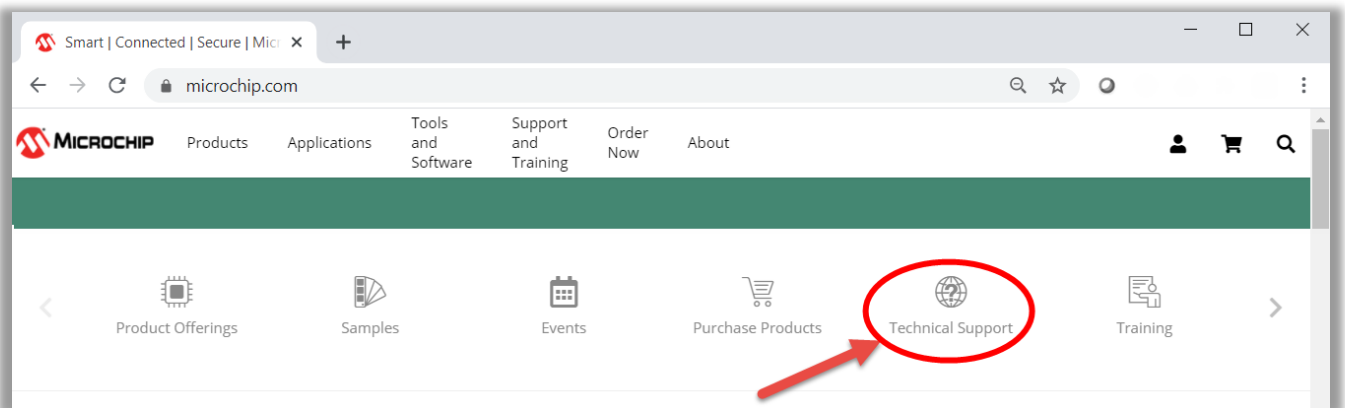 Smart | Connected | Secure | Micr
microchip.com
MICROCHIP
Products
Applications
Tools
and
Software
Support
and
Training
Order
Now
About
Product Offerings
Samples
Events
Purchase Products
Technical Support
Training